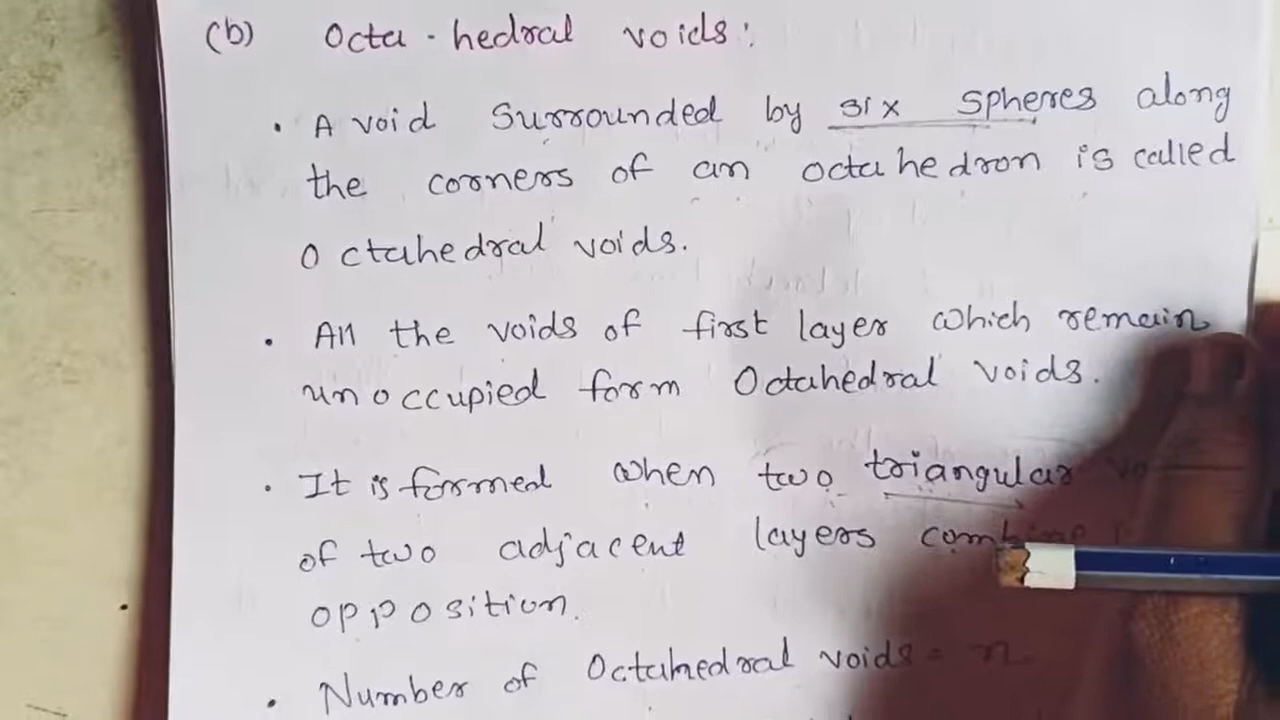 (b) Octa - hedral voids:
• A void surrounded by six spheres along
the corners of an octahedron is called
Octahedral voids.
• All the voids of first layer which remain
unoccupied form Octahedral voids.
• It is formed when two triangular
of two adjacent layers combine
opposition.
• Number of Octahedral voids = n